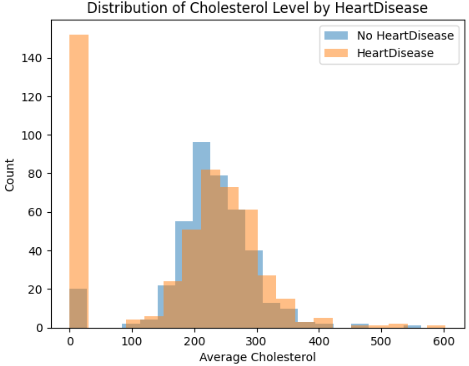 Distribution of Cholesterol Level by HeartDisease
No HeartDisease
HeartDisease
140
120
100
80
60
40
20
0
Count
0 100 200 300 400 500 600
Average Cholesterol